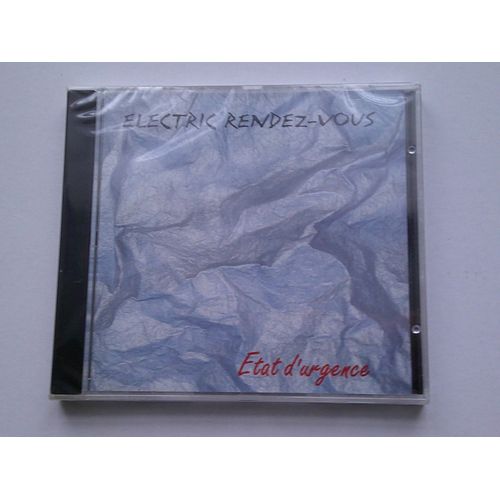 ELECTRIC RENDEZ-VOUS
Etat d'urgence